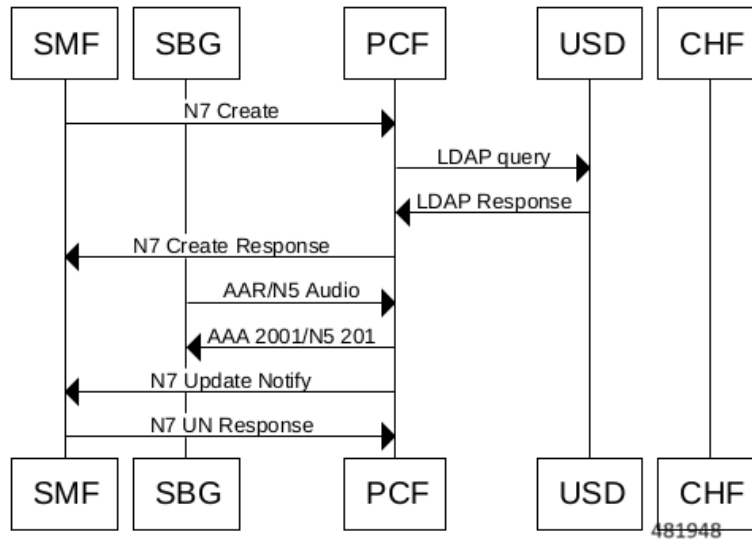 SMF SBG PCF USD CHF
N7 Create
LDAP query
LDAP Response
N7 Create Response
AAR/N5 Audio
AAA 2001/N5 201
N7 Update Notify
N7 UN Response
SMF SBG PCF USD CHF
481948